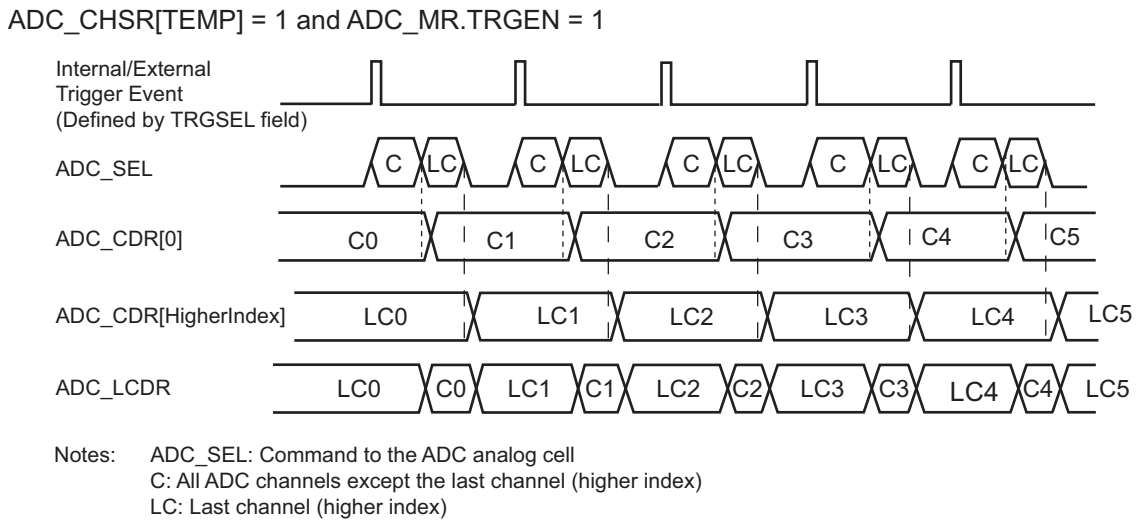 ADC_CHSR[TEMP] = 1 and ADC_MR.TRGEN = 1
Internal/External
Trigger Event
(Defined by TRGSEL field)
ADC_SEL C LC C LC C LC C LC C LC
ADC_CDR[0] C0 C1 C2 C3 C4 C5
ADC_CDR[HigherIndex] LC0 LC1 LC2 LC3 LC4 LC5
ADC_LCDR LC0 C0 LC1 C1 LC2 C2 LC3 C3 LC4 C4 LC5
Notes: ADC_SEL: Command to the ADC analog cell
C: All ADC channels except the last channel (higher index)
LC: Last channel (higher index)